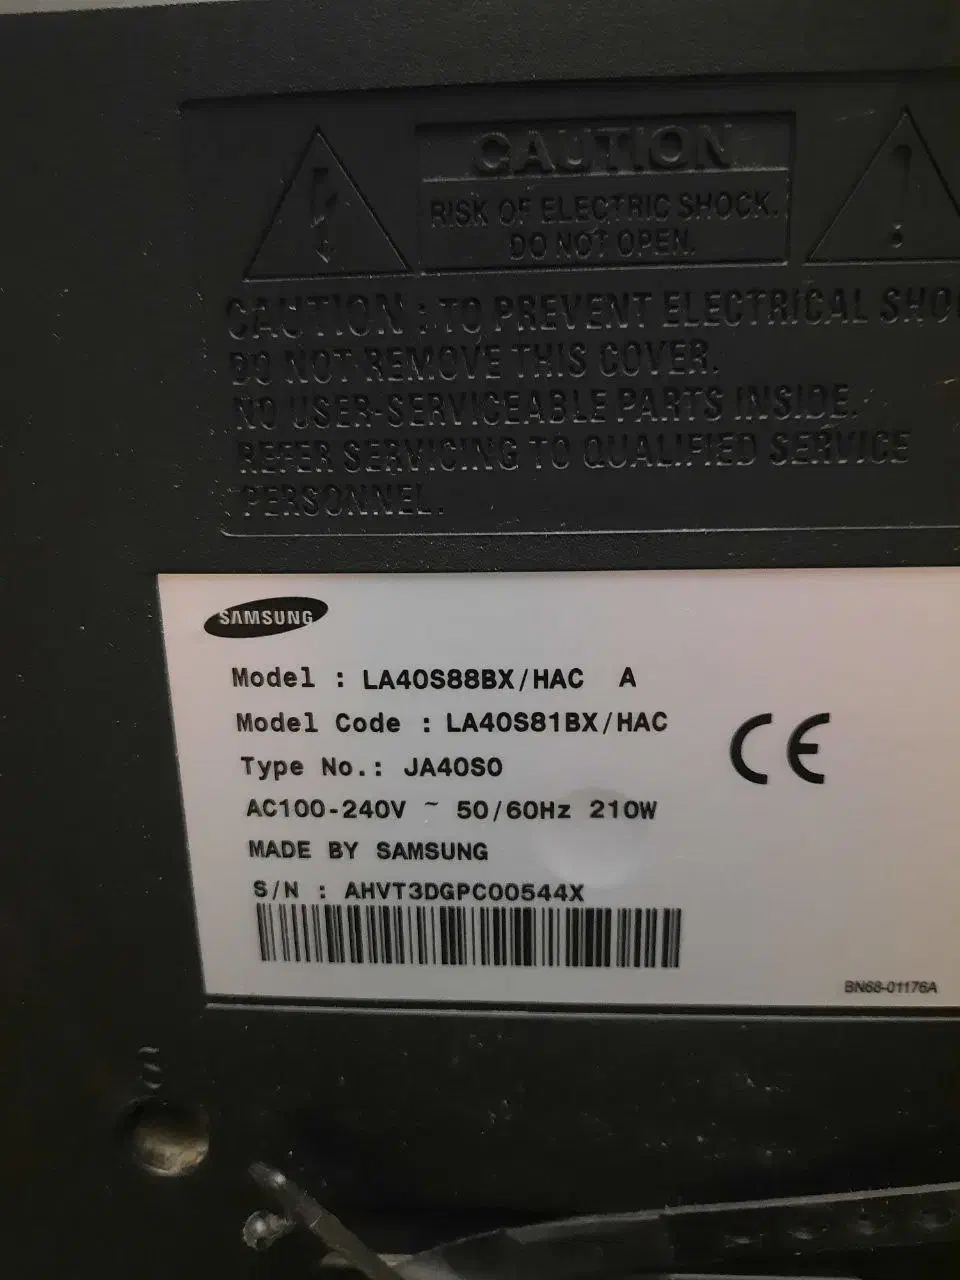 CAUTION
RISK OF ELECTRIC SHOCK.
DO NOT OPEN.
CAUTION : TO PREVENT ELECTRICAL SHO
DO NOT REMOVE THIS COVER.
NO USER-SERVICEABLE PARTS INSIDE.
REFER SERVICING TO QUALIFIED SERVICE
PERSONNEL.
SAMSUNG
Model : LA40S88BX/HAC A
Model Code : LA40S81BX/HAC
Type No.: JA40SO
AC100-240V ~ 50/60Hz 210W
MADE BY SAMSUNG
S/N : AHVT3DGPC00544X
CE
BN68-01176A